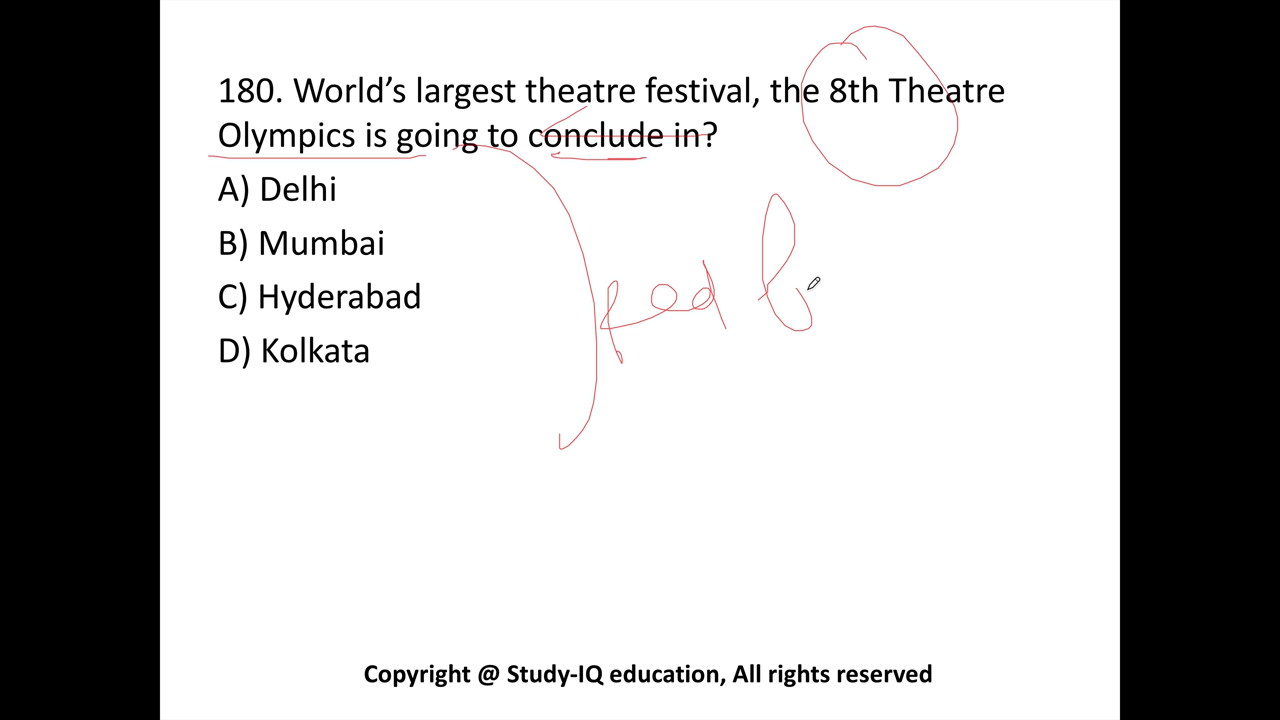 180. World's largest theatre festival, the 8th Theatre
Olympics is going to conclude in?
A) Delhi
B) Mumbai
C) Hyderabad
D) Kolkata
Copyright @ Study-IQ education, All rights reserved